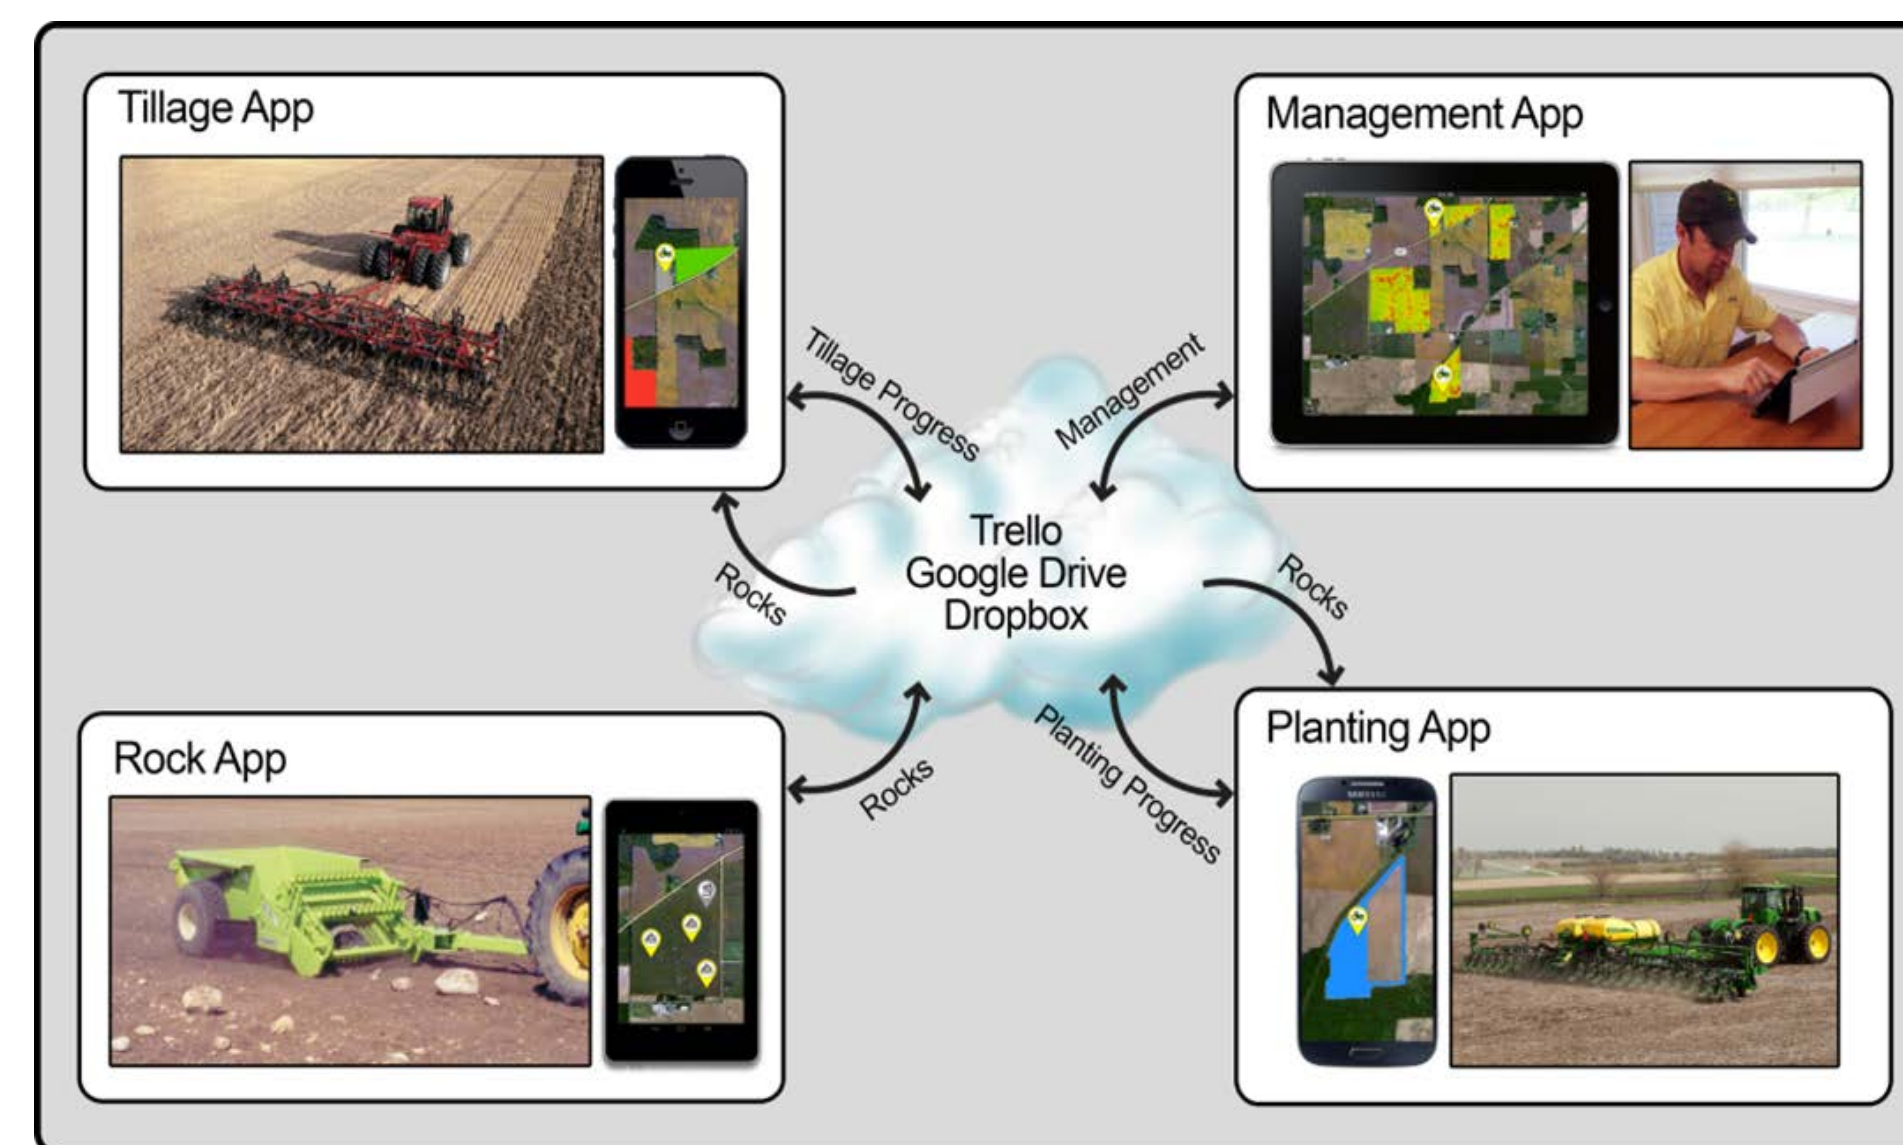 Tillage App
Management App
Tillage Progress
Management
Trello
Google Drive
Dropbox
Rocks
Rocks
Rock App
Rocks
Planting Progress
Planting App
SAMSUNG